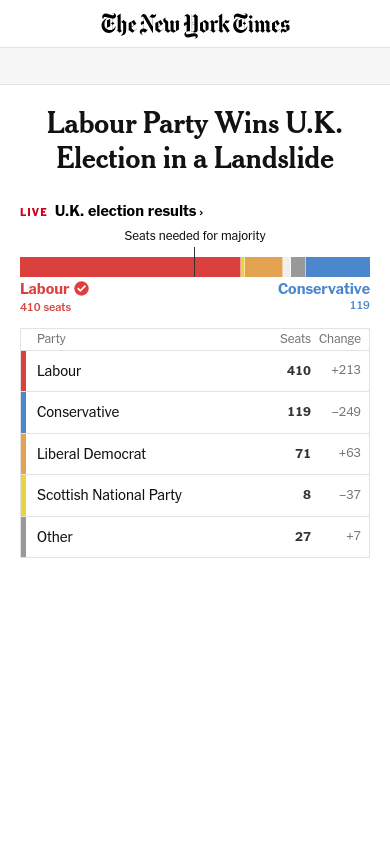 The New York Times
Labour Party Wins U.K.
Election in a Landslide
LIVE U.K. election results ›
Seats needed for majority
Labour Conservative
410 seats 119
Party Seats Change
Labour 410 +213
Conservative 119 –249
Liberal Democrat 71 +63
Scottish National Party 8 –37
Other 27 +7